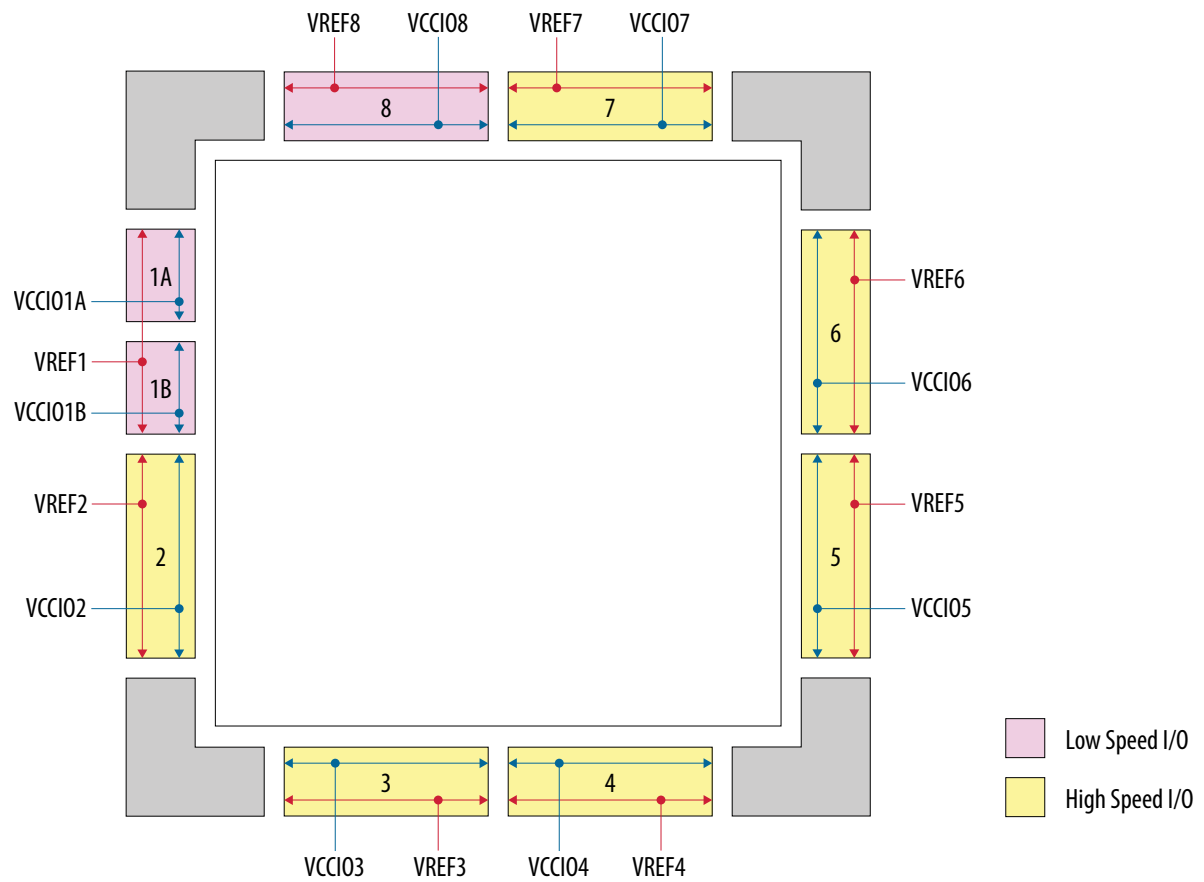 VREF8
VCCIO8
VREF7
VCCIO7
8
7
1A
VCCIO1A
VREF1
1B
VCCIO1B
VREF2
2
VCCIO2
VREF6
6
VCCIO6
VREF5
5
VCCIO5
3
4
VCCIO3
VREF3
VCCIO4
VREF4
Low Speed I/O
High Speed I/O